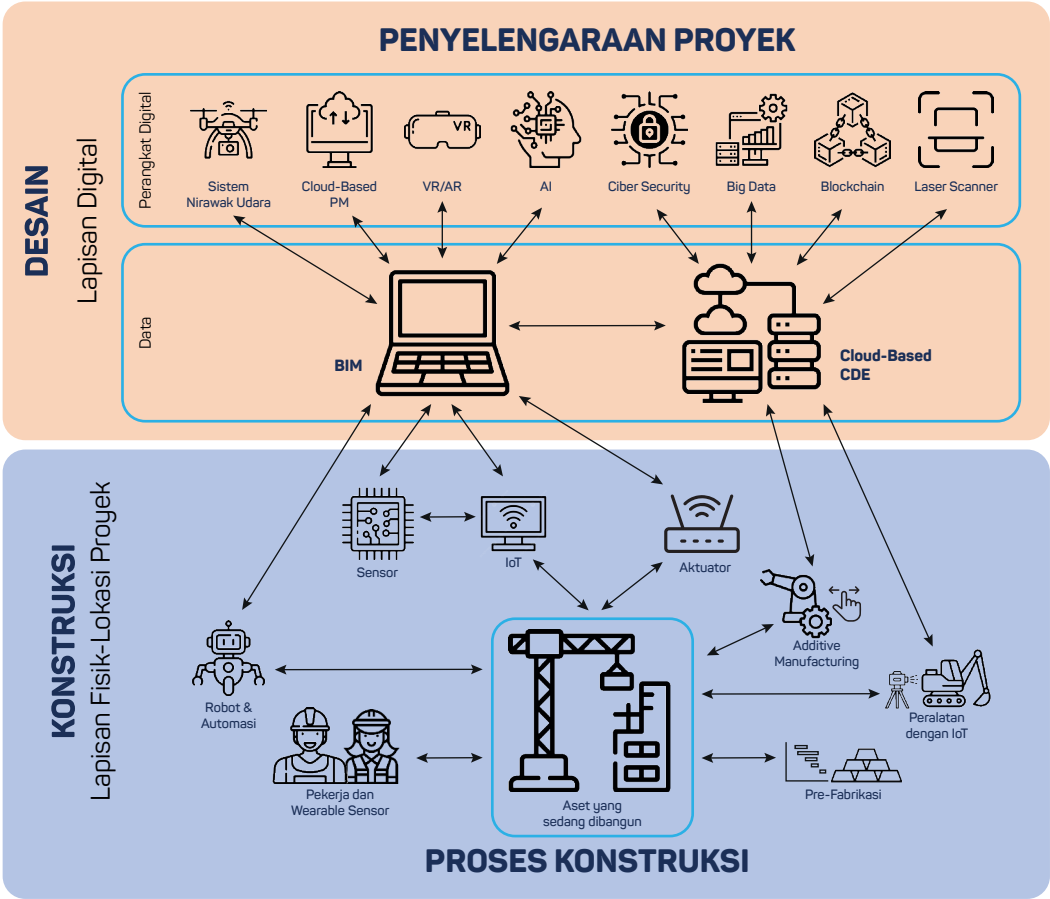 PENYELENGARAAN PROYEK
DESAIN
Lapisan Digital
Perangkat Digital
Sistem
Nirawak Udara
Cloud-Based
PM
VR
VR/AR
AI
Ciber Security
Big Data
Blockchain
Laser Scanner
Data
BIM
Cloud-Based
CDE
KONSTRUKSI
Lapisan Fisik-Lokasi Proyek
Sensor
IoT
Aktuator
Additive
Manufacturing
Robot &
Automasi
Peralatan
dengan IoT
Pekerja dan
Wearable Sensor
Aset yang
sedang dibangun
Pre-Fabrikasi
PROSES KONSTRUKSI